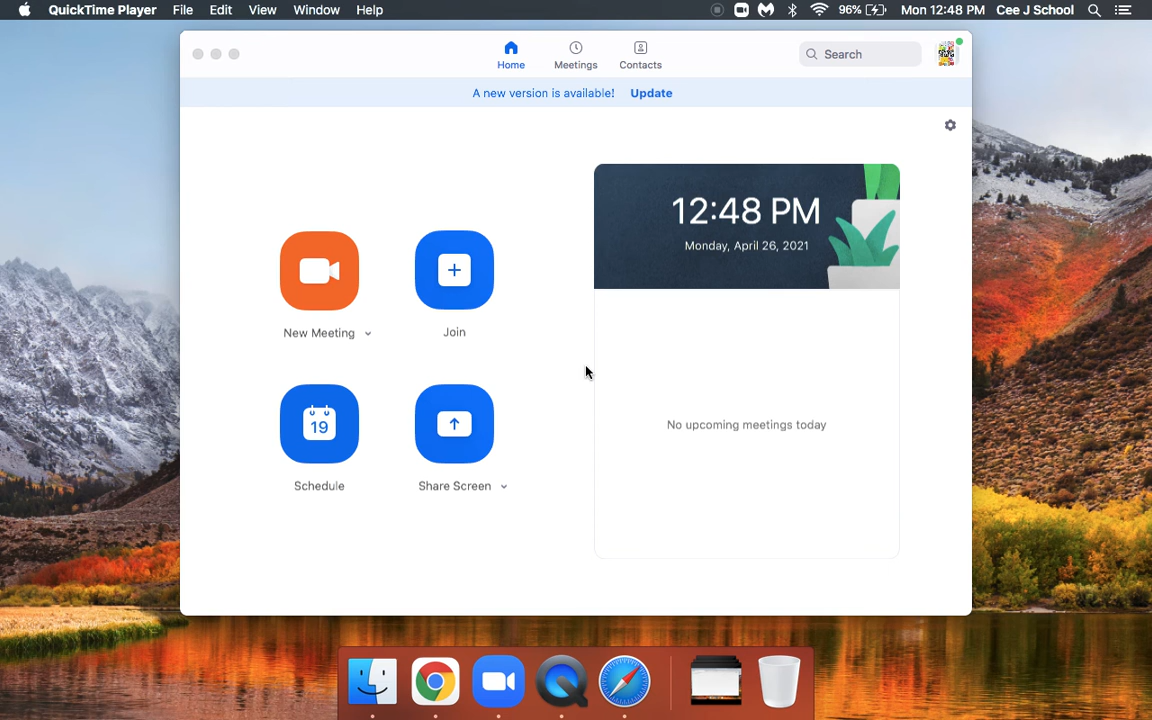 QuickTime Player File Edit View Window Help 96% Mon 12:48 PM Cee J School
Home Meetings Contacts Search
A new version is available! Update
12:48 PM
Monday, April 26, 2021
New Meeting
Join
No upcoming meetings today
19
Schedule
Share Screen